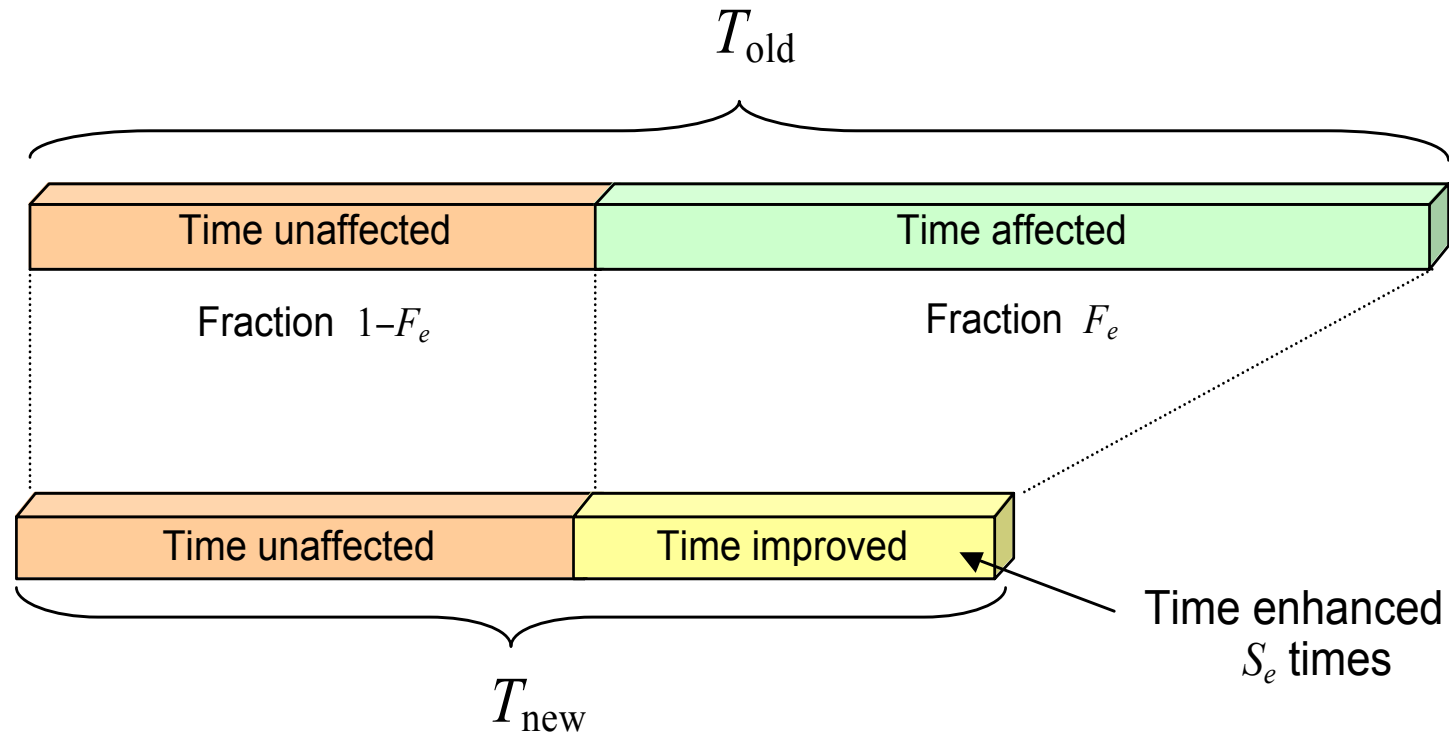 T_old
Time unaffected
Time affected
Fraction 1–F_e
Fraction F_e
Time unaffected
Time improved
Time enhanced
S_e times
T_new